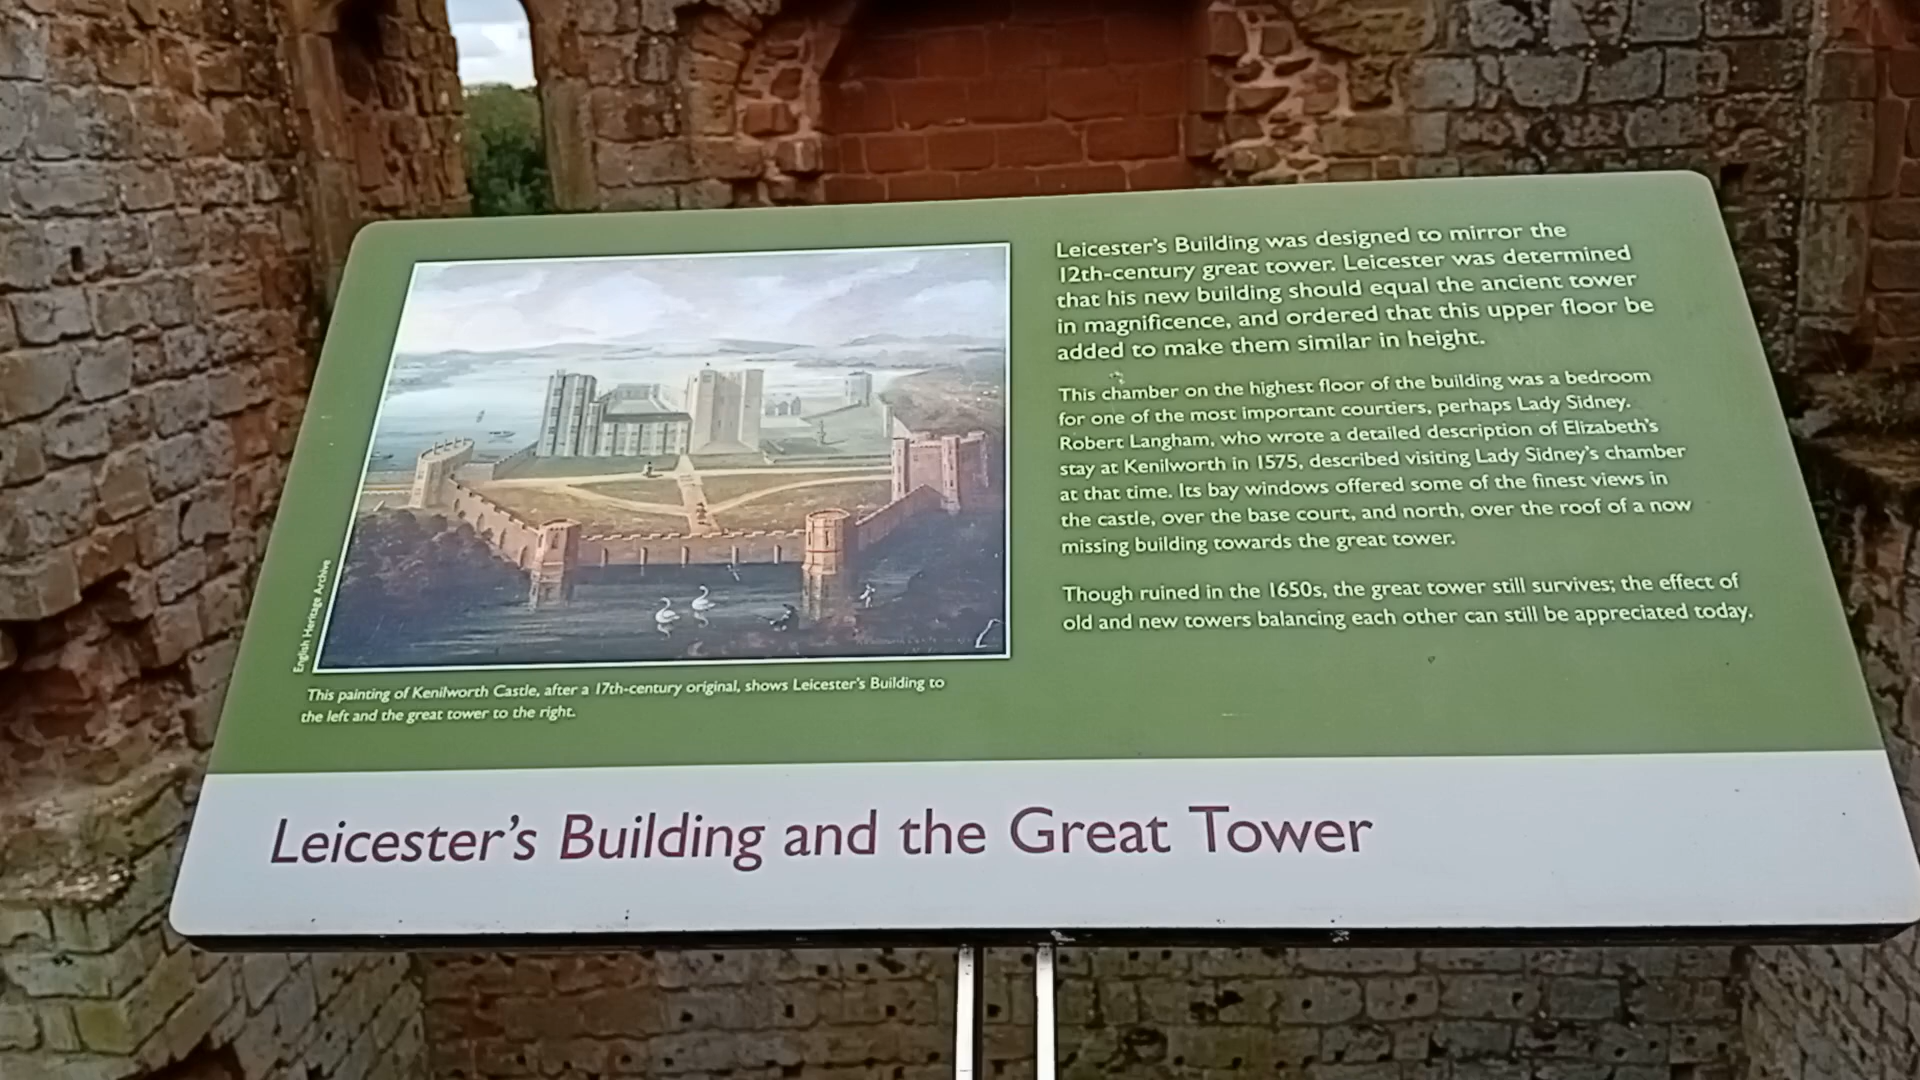 Leicester's Building was designed to mirror the
12th-century great tower. Leicester was determined
that his new building should equal the ancient tower
in magnificence, and ordered that this upper floor be
added to make them similar in height.
This chamber on the highest floor of the building was a bedroom
for one of the most important courtiers, perhaps Lady Sidney.
Robert Langham, who wrote a detailed description of Elizabeth's
stay at Kenilworth in 1575, described visiting Lady Sidney's chamber
at that time. Its bay windows offered some of the finest views in
the castle, over the base court, and north, over the roof of a now
missing building towards the great tower.
Though ruined in the 1650s, the great tower still survives; the effect of
old and new towers balancing each other can still be appreciated today.
English Heritage Archive
This painting of Kenilworth Castle, after a 17th-century original, shows Leicester's Building to
the left and the great tower to the right.
Leicester's Building and the Great Tower